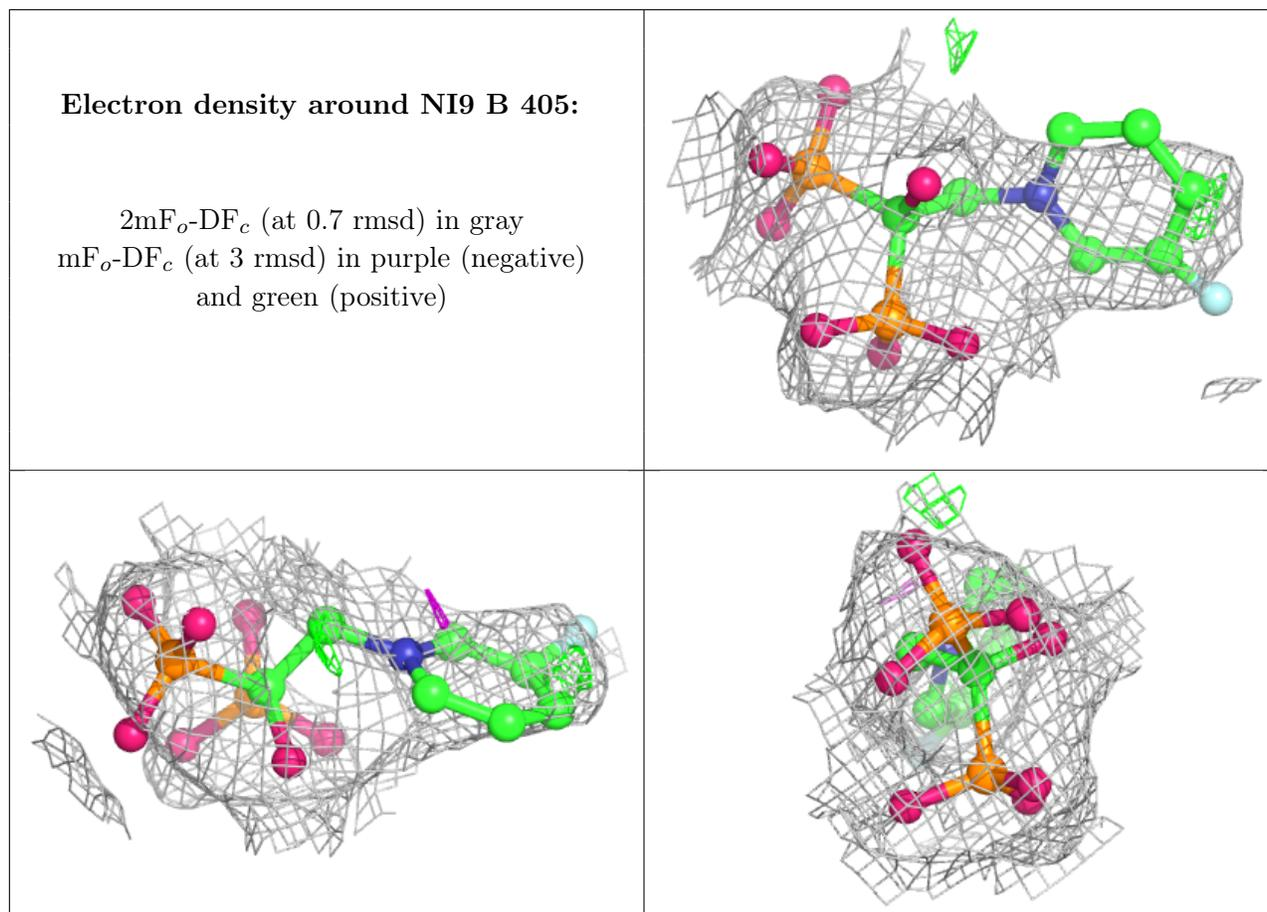 Electron density around NI9 B 405:
2mFo-DFc (at 0.7 rmsd) in gray
mFo-DFc (at 3 rmsd) in purple (negative)
and green (positive)